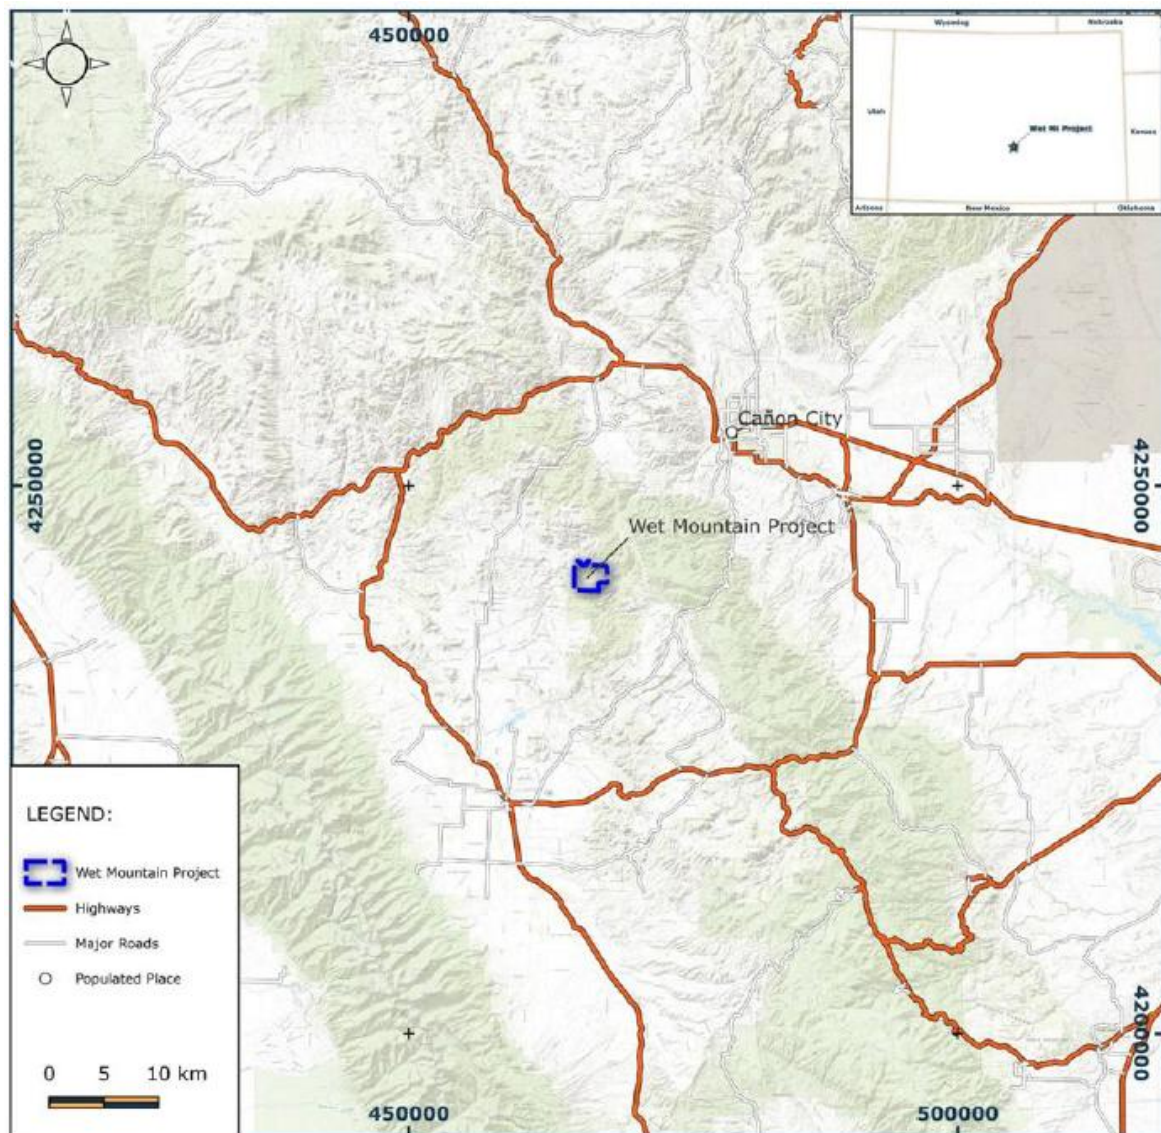 450000
Wyoming
Nebraska
Utah
Wet Mt Project
Kansas
Arizona
New Mexico
Oklahoma
Cañon City
4250000
4250000
Wet Mountain Project
LEGEND:
Wet Mountain Project
Highways
Major Roads
Populated Place
0 5 10 km
4200000
450000
500000